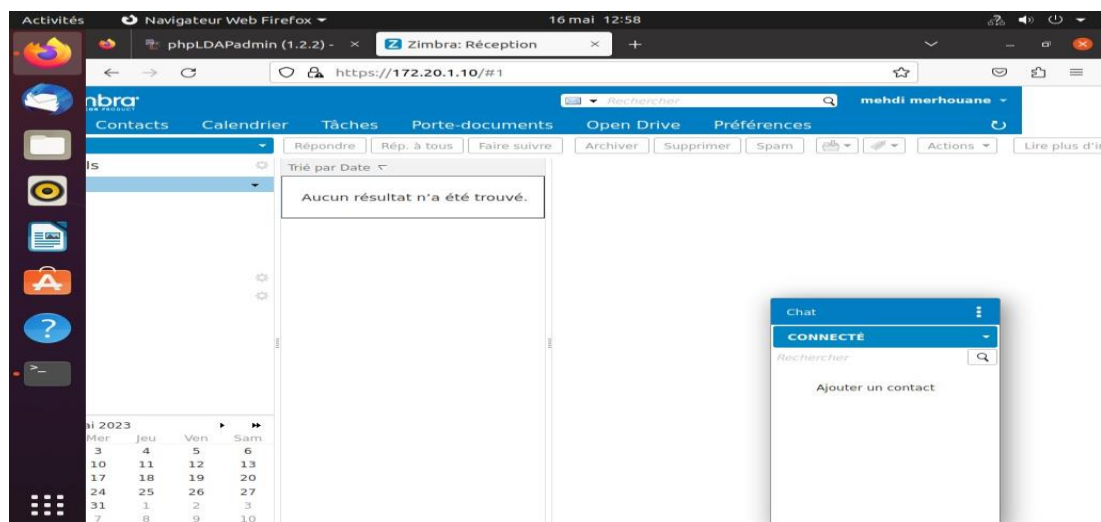 Activités Navigateur Web Firefox 16 mai 12:58
phpLDAPadmin (1.2.2) - × Zimbra: Réception × +
https://172.20.1.10/#1
mbra Rechercher mehdi merhouane
Contacts Calendrier Tâches Porte-documents Open Drive Préférences
Répondre Rép. à tous Faire suivre Archiver Supprimer Spam Actions Lire plus d'i
ls Trié par Date
Aucun résultat n'a été trouvé.
Chat
CONNECTÉ
Rechercher
Ajouter un contact
ai 2023
Mer Jeu Ven Sam
3 4 5 6
10 11 12 13
17 18 19 20
24 25 26 27
31 1 2 3
7 8 9 10